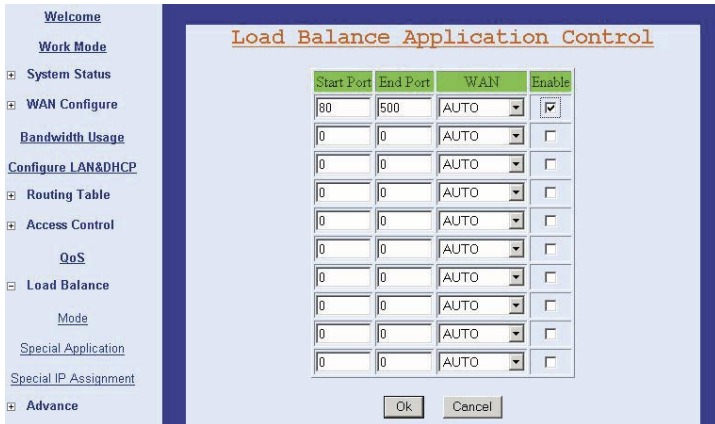 Welcome
Work Mode
System Status
WAN Configure
Bandwidth Usage
Configure LAN&DHCP
Routing Table
Access Control
QoS
Load Balance
Mode
Special Application
Special IP Assignment
Advance
Load Balance Application Control
Start Port End Port WAN Enable
80 500 AUTO
0 0 AUTO
0 0 AUTO
0 0 AUTO
0 0 AUTO
0 0 AUTO
0 0 AUTO
0 0 AUTO
0 0 AUTO
0 0 AUTO
Ok Cancel